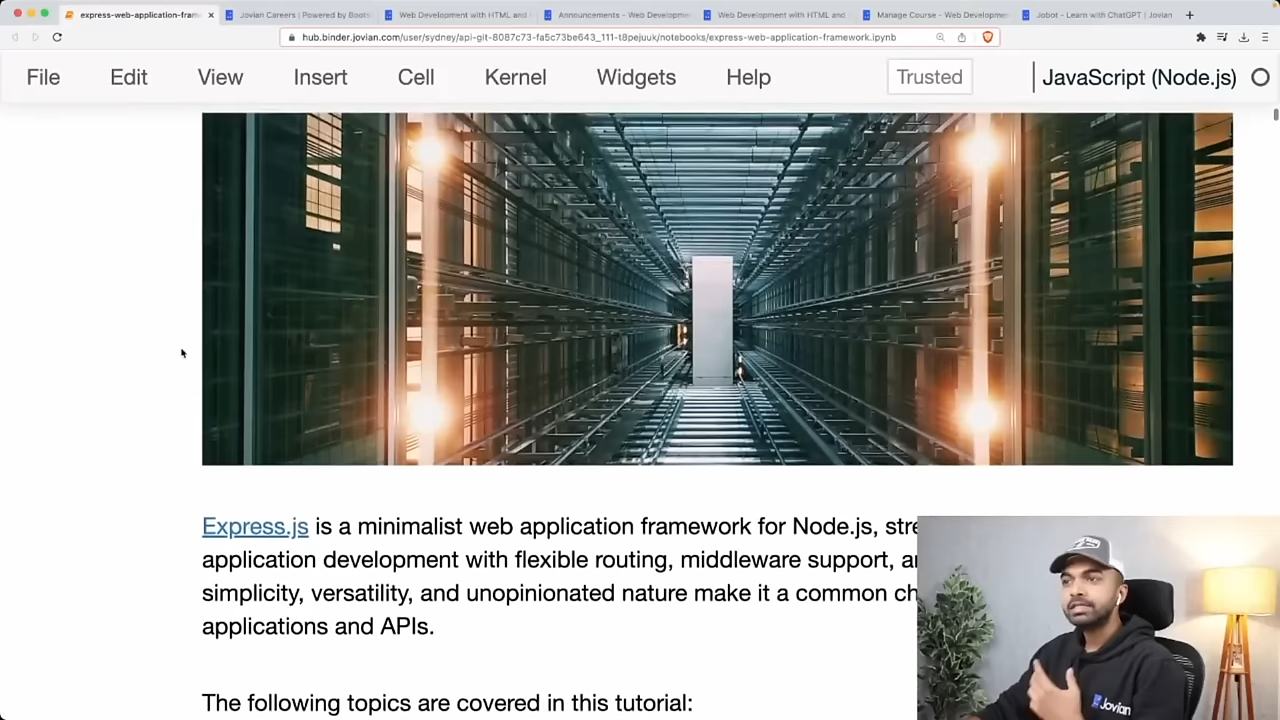 express-web-application-fram
Jovian Careers | Powered by Boots
Web Development with HTML and
Announcements - Web Developme
Web Development with HTML and
Manage Course - Web Developme
Jobot - Learn with ChatGPT | Jovian
hub.binder.jovian.com/user/sydney/api-git-8087c73-fa5c73be643_111-t8pejuuk/notebooks/express-web-application-framework.ipynb
File Edit View Insert Cell Kernel Widgets Help Trusted JavaScript (Node.js)
Express.js is a minimalist web application framework for Node.js, stre
application development with flexible routing, middleware support, a
simplicity, versatility, and unopinionated nature make it a common ch
applications and APIs.
The following topics are covered in this tutorial:
Jovian